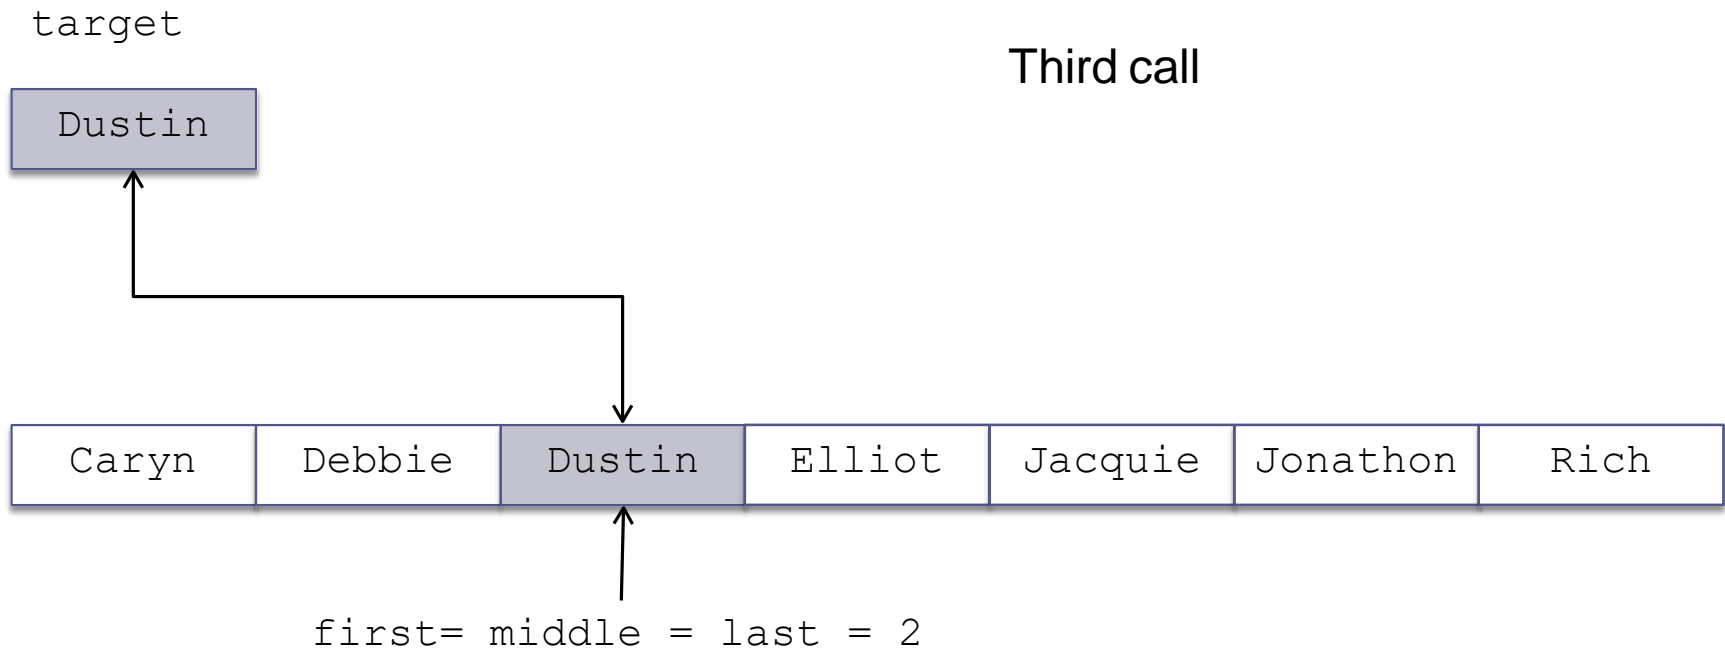 target
Third call
Dustin
Caryn Debbie Dustin Elliot Jacquie Jonathon Rich
first= middle = last = 2